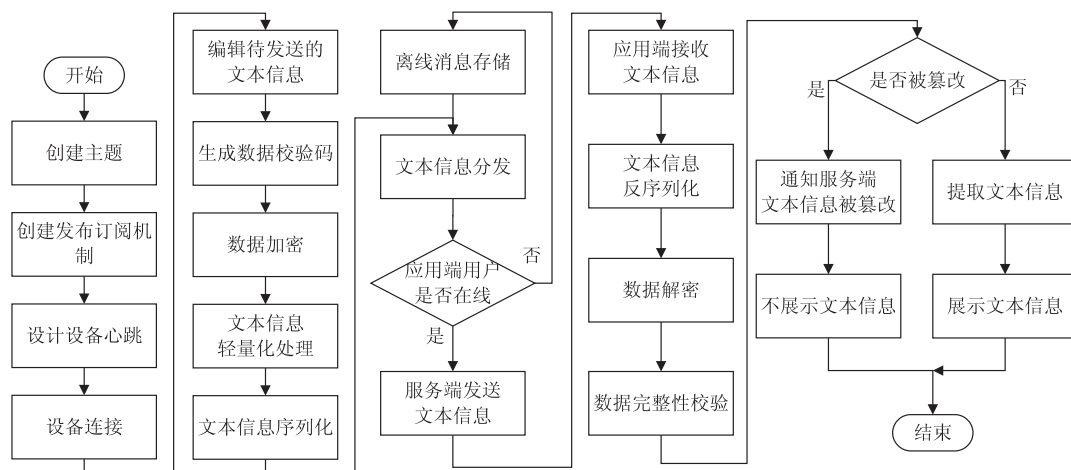 开始
创建主题
创建发布订阅机
制
设计设备心跳
设备连接
编辑待发送的
文本信息
生成数据校验码
数据加密
文本信息
轻量化处理
文本信息序列化
离线消息存储
文本信息分发
应用端用户
是否在线
否
是
服务端发送
文本信息
应用端接收
文本信息
文本信息
反序列化
数据解密
数据完整性校验
是否被篡改
是
否
通知服务端
文本信息被篡改
不展示文本信息
提取文本信息
展示文本信息
结束